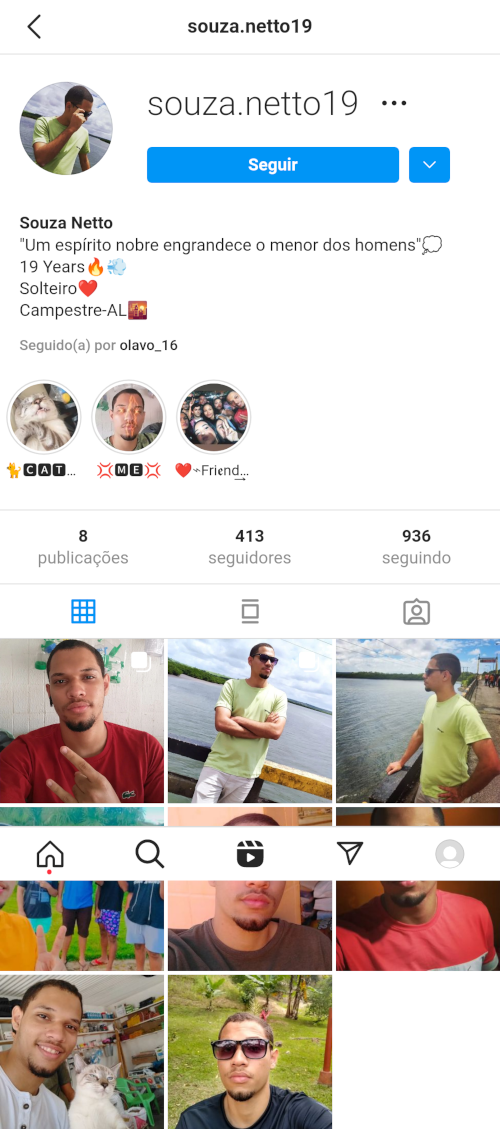 souza.netto19
souza.netto19
Seguir
Souza Netto
"Um espírito nobre engrandece o menor dos homens"💭
19 Years🔥💨
Solteiro❤️
Campestre-AL🌇
Seguido(a) por olavo_16
🐈🅲🅰🆃... 💢🅼🅴💢 ❤️~Friend...
8 413 936
publicações seguidores seguindo